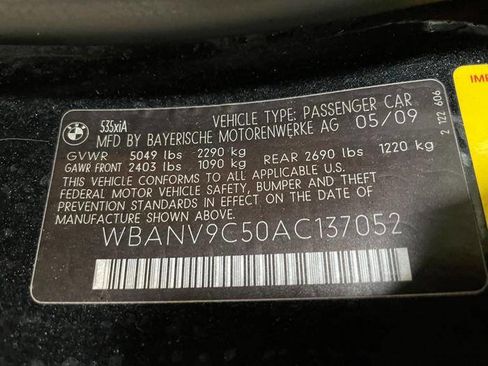 BMW
535xiA
VEHICLE TYPE: PASSENGER CAR
MFD BY BAYERISCHE MOTORENWERKE AG 05/09
GVWR 5049 lbs 2290 kg
GAWR FRONT 2403 lbs 1090 kg REAR 2690 lbs 1220 kg
THIS VEHICLE CONFORMS TO ALL APPLICABLE U.S.
FEDERAL MOTOR VEHICLE SAFETY, BUMPER AND THEFT
PREVENTION STANDARDS IN EFFECT ON THE DATE OF
MANUFACTURE SHOWN ABOVE.
WBANV9C50AC137052
2 122 606